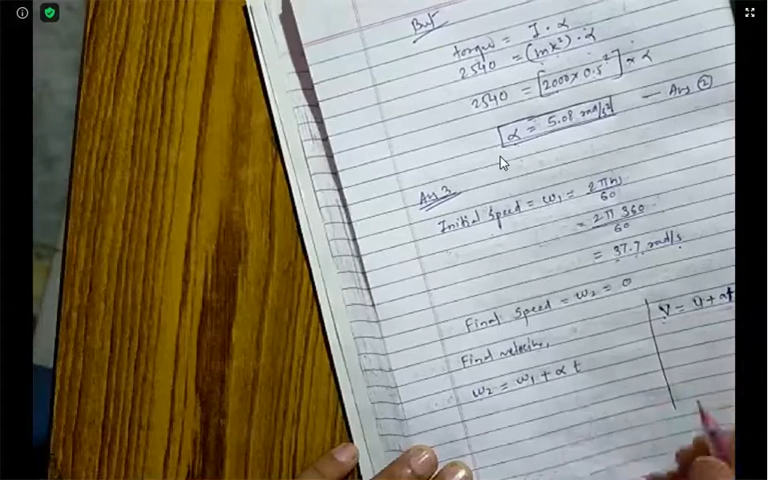 But
torque = I · α
2540 = (mk²) · α
2540 = [2000 x 0.5²] x α
α = 5.08 rad/s² — Ans ②
Ans 3
Initial Speed = ω₁ = 2πN/60
= 2π 360/60
= 37.7 rad/s
Final Speed = ω₂ = 0
Final velocity,
ω₂ = ω₁ + α t
V = U + at